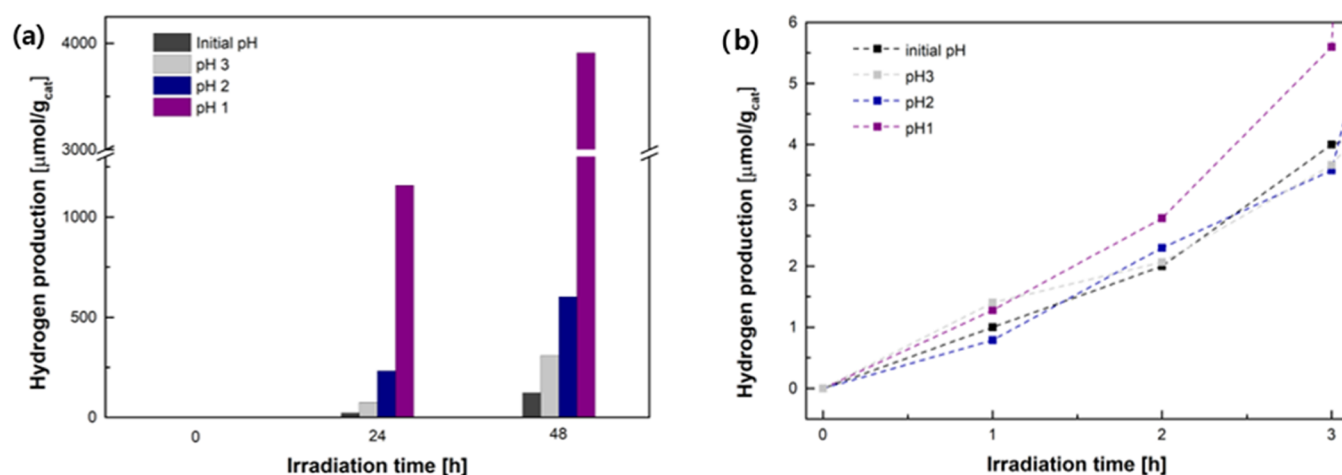 (a)
Hydrogen production [μmol/gcat]
4000
3000
1000
500
0
Initial pH
pH 3
pH 2
pH 1
0
24
48
Irradiation time [h]
(b)
Hydrogen production [μmol/gcat]
6
5
4
3
2
1
0
initial pH
pH3
pH2
pH1
0
1
2
3
Irradiation time [h]